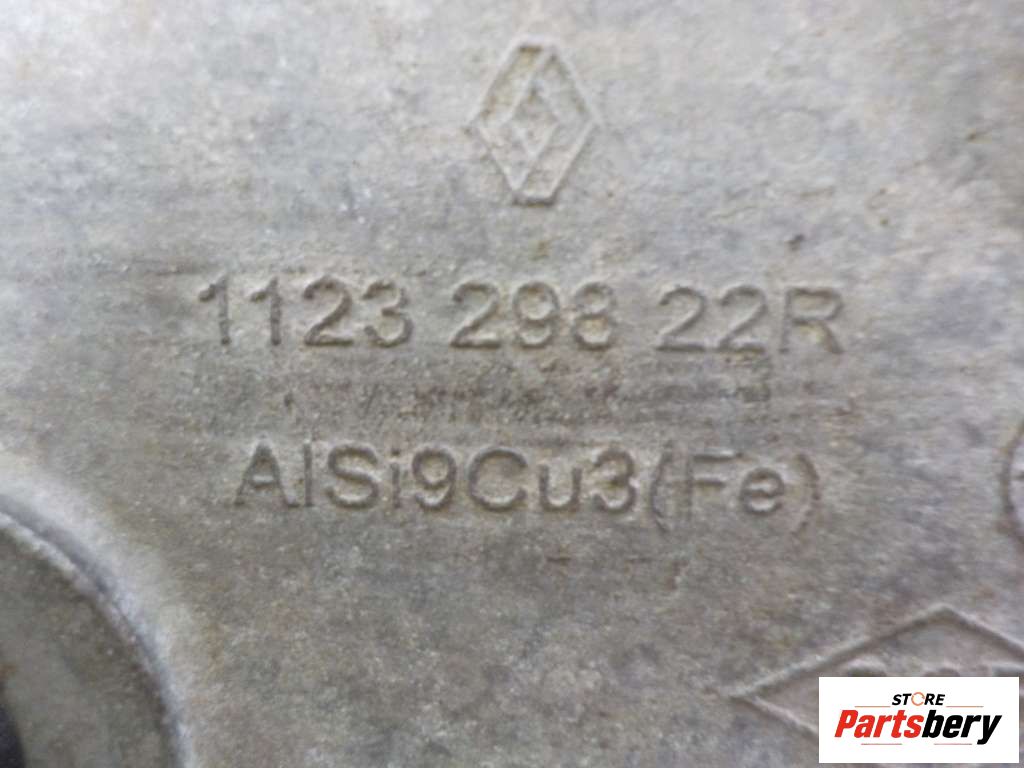 1123 298 22R
AlSi9Cu3(Fe)
STORE
Partsbery